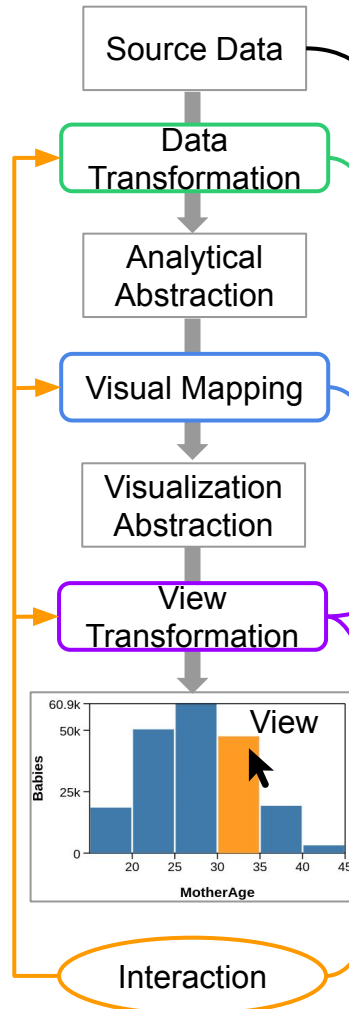 Source Data
Data
Transformation
Analytical
Abstraction
Visual Mapping
Visualization
Abstraction
View
Transformation
View
60.9k
50k
25k
0
Babies
20 25 30 35 40 45
MotherAge
Interaction